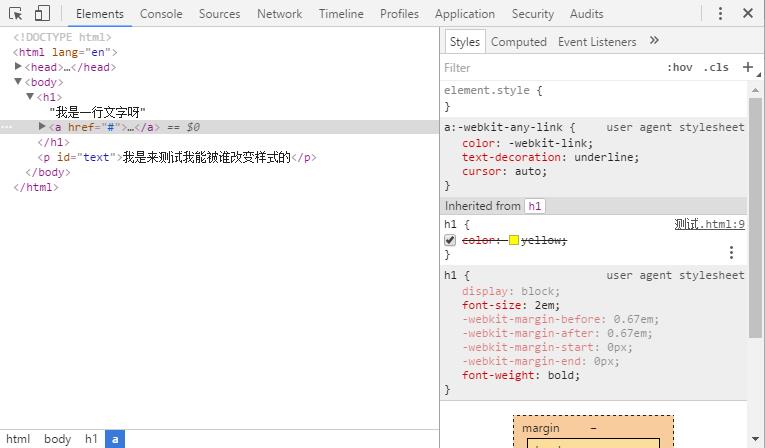 Elements Console Sources Network Timeline Profiles Application Security Audits
<!DOCTYPE html>
<html lang="en">
<head>…</head>
<body>
<h1>
"我是一行文字呀"
<a href="#">…</a> == $0
</h1>
<p id="text">我是来测试我能被谁改变样式的</p>
</body>
</html>
html body h1 a
Styles Computed Event Listeners »
Filter :hov .cls +
element.style {
}
a:-webkit-any-link { user agent stylesheet
color: -webkit-link;
text-decoration: underline;
cursor: auto;
}
Inherited from h1
h1 { 测试.html:9
color: yellow;
}
h1 { user agent stylesheet
display: block;
font-size: 2em;
-webkit-margin-before: 0.67em;
-webkit-margin-after: 0.67em;
-webkit-margin-start: 0px;
-webkit-margin-end: 0px;
font-weight: bold;
}
margin –